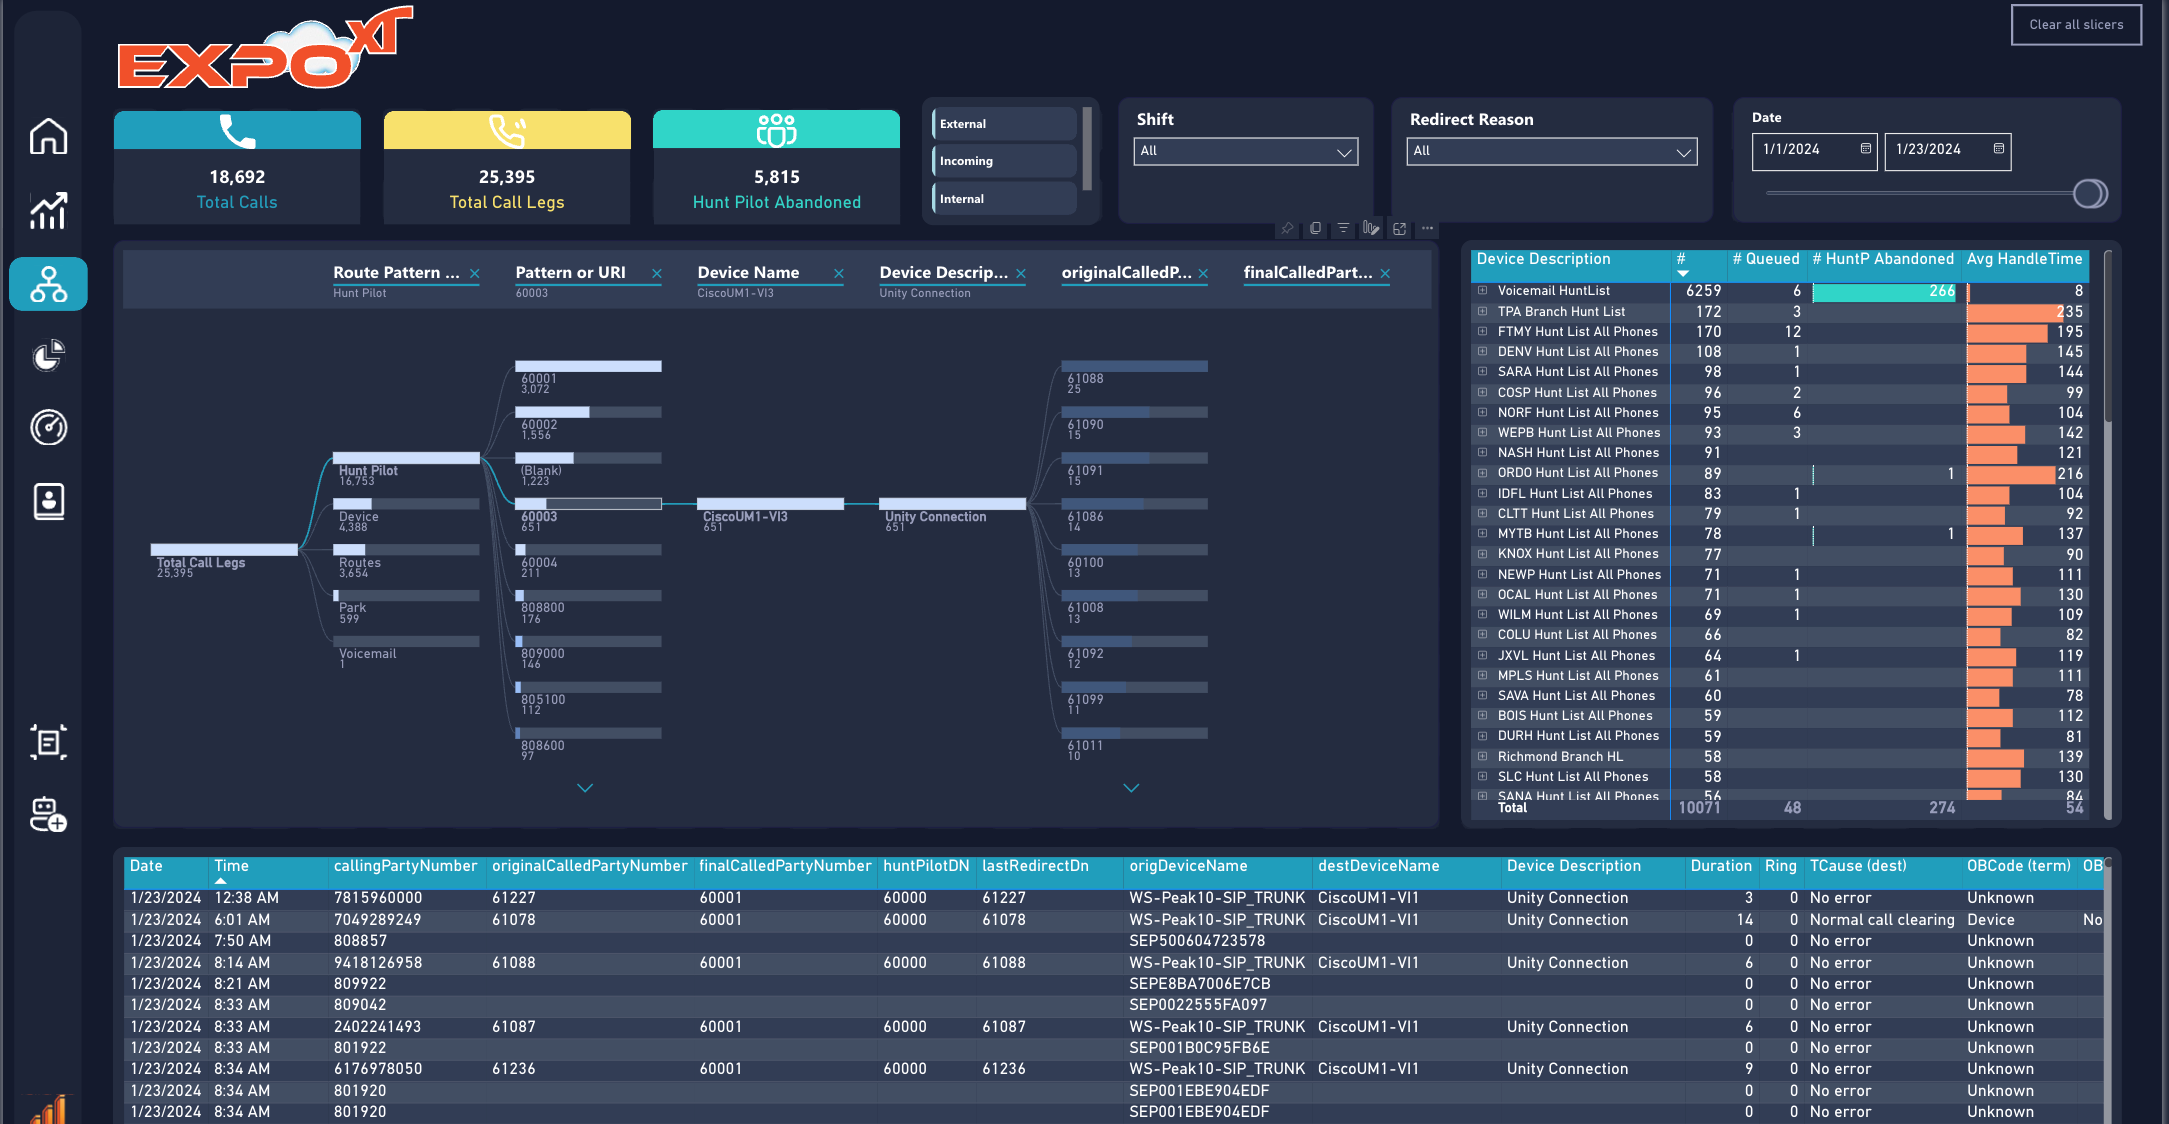 EXPO XT
Clear all slicers
18,692
Total Calls
25,395
Total Call Legs
5,815
Hunt Pilot Abandoned
External
Incoming
Internal
Shift
All
Redirect Reason
All
Date
1/1/2024
1/23/2024
Route Pattern ...
Hunt Pilot
Pattern or URI
60003
Device Name
CiscoUM1-VI3
Device Descrip...
Unity Connection
originalCalledP...
finalCalledPart...
Total Call Legs
25,395
Hunt Pilot
16,753
Device
4,388
Routes
3,654
Park
599
Voicemail
1
60001
3,072
60002
1,556
(Blank)
1,223
60003
651
60004
211
808800
176
809000
146
805100
112
808600
97
CiscoUM1-VI3
651
Unity Connection
651
61088
25
61090
15
61091
15
61086
14
60100
13
61008
13
61092
12
61099
11
61011
10
Device Description # # Queued # HuntP Abandoned Avg HandleTime
Voicemail HuntList 6259 6 266 8
TPA Branch Hunt List 172 3 235
FTMY Hunt List All Phones 170 12 195
DENV Hunt List All Phones 108 1 145
SARA Hunt List All Phones 98 1 144
COSP Hunt List All Phones 96 2 99
NORF Hunt List All Phones 95 6 104
WEPB Hunt List All Phones 93 3 142
NASH Hunt List All Phones 91 121
ORDO Hunt List All Phones 89 1 216
IDFL Hunt List All Phones 83 1 104
CLTT Hunt List All Phones 79 1 92
MYTB Hunt List All Phones 78 1 137
KNOX Hunt List All Phones 77 90
NEWP Hunt List All Phones 71 1 111
OCAL Hunt List All Phones 71 1 130
WILM Hunt List All Phones 69 1 109
COLU Hunt List All Phones 66 82
JXVL Hunt List All Phones 64 1 119
MPLS Hunt List All Phones 61 111
SAVA Hunt List All Phones 60 78
BOIS Hunt List All Phones 59 112
DURH Hunt List All Phones 59 81
Richmond Branch HL 58 139
SLC Hunt List All Phones 58 130
SANA Hunt List All Phones 56 84
Total 10071 48 274 54
Date Time callingPartyNumber originalCalledPartyNumber finalCalledPartyNumber huntPilotDN lastRedirectDn origDeviceName destDeviceName Device Description Duration Ring TCause (dest) OBCode (term) OB
1/23/2024 12:38 AM 7815960000 61227 60001 60000 61227 WS-Peak10-SIP_TRUNK CiscoUM1-VI1 Unity Connection 3 0 No error Unknown
1/23/2024 6:01 AM 7049289249 61078 60001 60000 61078 WS-Peak10-SIP_TRUNK CiscoUM1-VI1 Unity Connection 14 0 Normal call clearing Device No
1/23/2024 7:50 AM 808857 SEP500604723578 0 0 No error Unknown
1/23/2024 8:14 AM 9418126958 61088 60001 60000 61088 WS-Peak10-SIP_TRUNK CiscoUM1-VI1 Unity Connection 6 0 No error Unknown
1/23/2024 8:21 AM 809922 SEPE8BA7006E7CB 0 0 No error Unknown
1/23/2024 8:33 AM 809042 SEP0022555FA097 0 0 No error Unknown
1/23/2024 8:33 AM 2402241493 61087 60001 60000 61087 WS-Peak10-SIP_TRUNK CiscoUM1-VI1 Unity Connection 6 0 No error Unknown
1/23/2024 8:33 AM 801922 SEP001B0C95FB6E 0 0 No error Unknown
1/23/2024 8:34 AM 6176978050 61236 60001 60000 61236 WS-Peak10-SIP_TRUNK CiscoUM1-VI1 Unity Connection 9 0 No error Unknown
1/23/2024 8:34 AM 801920 SEP001EBE904EDF 0 0 No error Unknown
1/23/2024 8:34 AM 801920 SEP001EBE904EDF 0 0 No error Unknown